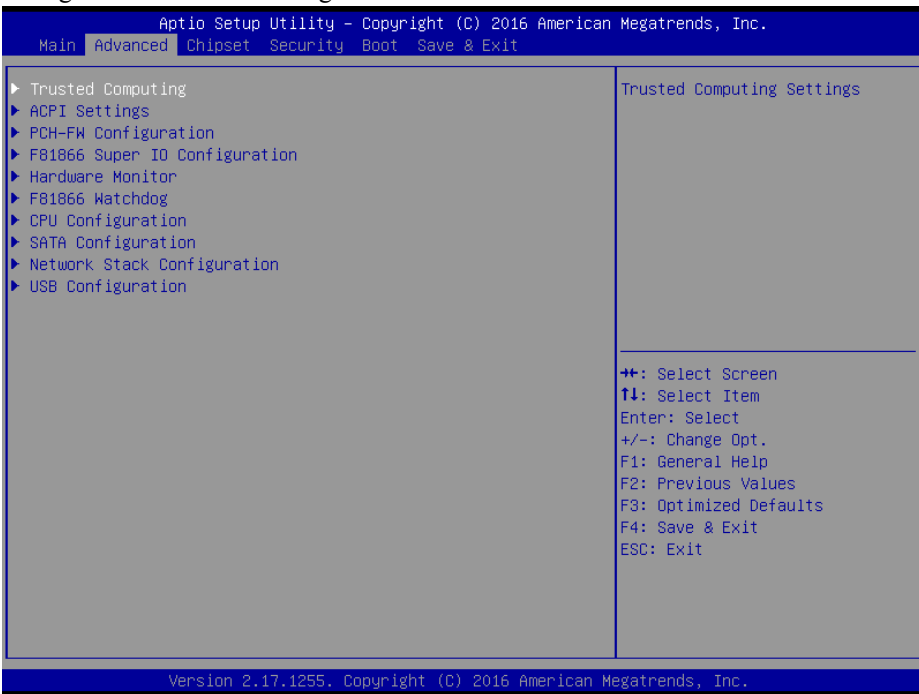 Aptio Setup Utility – Copyright (C) 2016 American Megatrends, Inc.
Main Advanced Chipset Security Boot Save & Exit
Trusted Computing
ACPI Settings
PCH-FW Configuration
F81866 Super IO Configuration
Hardware Monitor
F81866 Watchdog
CPU Configuration
SATA Configuration
Network Stack Configuration
USB Configuration
Trusted Computing Settings
→←: Select Screen
↑↓: Select Item
Enter: Select
+/-: Change Opt.
F1: General Help
F2: Previous Values
F3: Optimized Defaults
F4: Save & Exit
ESC: Exit
Version 2.17.1255. Copyright (C) 2016 American Megatrends, Inc.